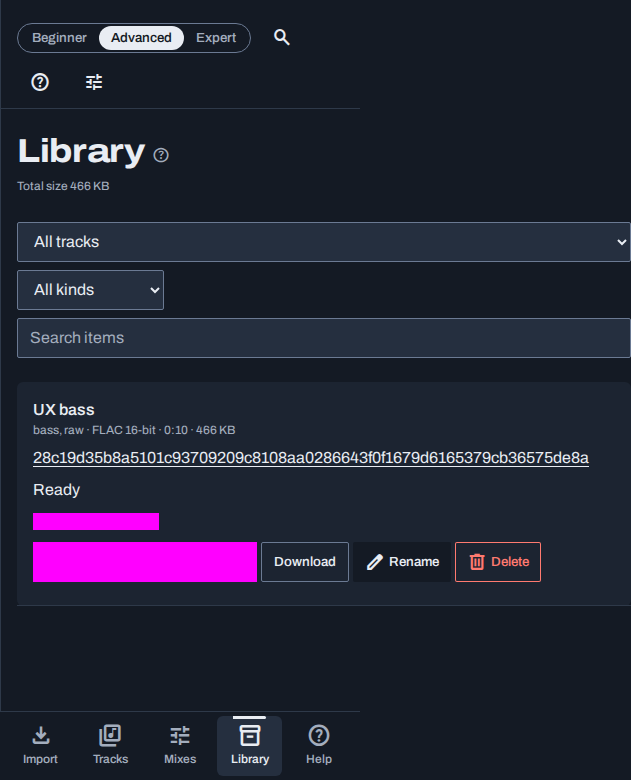 Beginner Advanced Expert
Library
Total size 466 KB
All tracks
All kinds
Search items
UX bass
bass, raw · FLAC 16-bit · 0:10 · 466 KB
28c19d35b8a5101c93709209c8108aa0286643f0f1679d6165379cb36575de8a
Ready
Download Rename Delete
Import Tracks Mixes Library Help